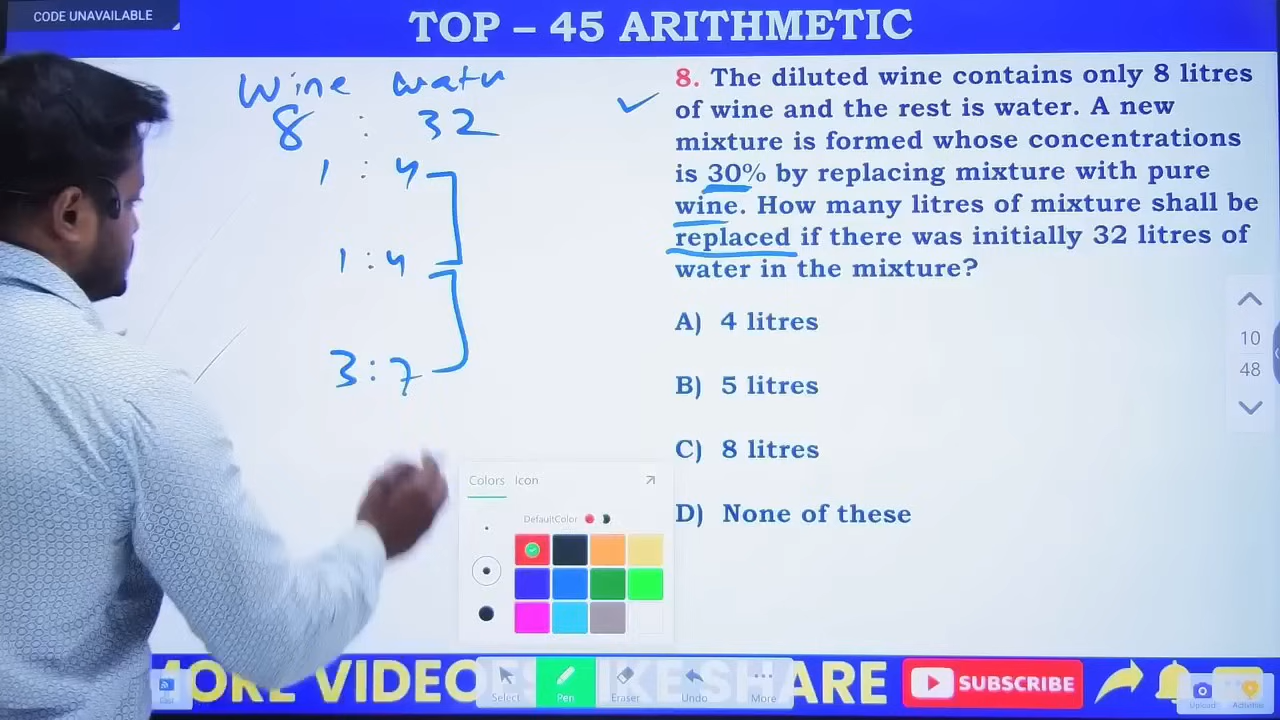 CODE UNAVAILABLE
TOP – 45 ARITHMETIC
Wine
8 : 32
1 : 4
1 : 4
3 : 7
8. The diluted wine contains only 8 litres
of wine and the rest is water. A new
mixture is formed whose concentrations
is 30% by replacing mixture with pure
wine. How many litres of mixture shall be
replaced if there was initially 32 litres of
water in the mixture?
A) 4 litres
B) 5 litres
C) 8 litres
D) None of these
10
48
Colors Icon
DefaultColor
VIDEO
SUBSCRIBE
Select
Pen
Eraser
Undo
More
Upload